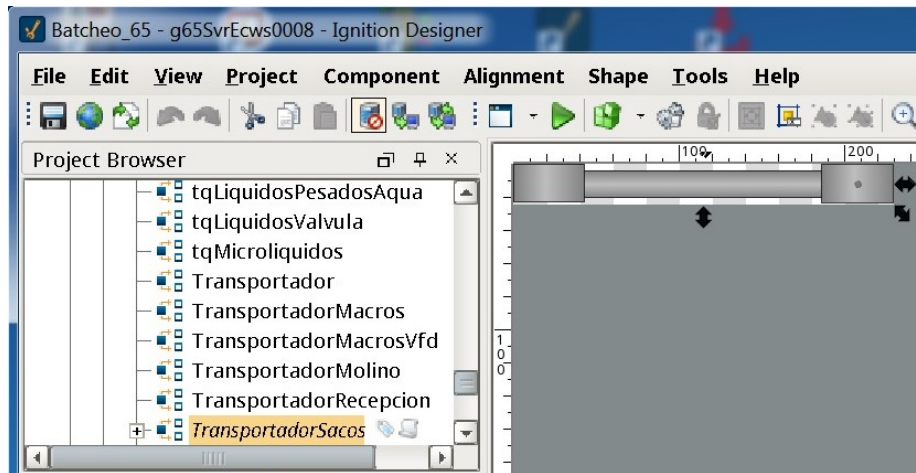 Batcheo_65 - g65SvrEcws0008 - Ignition Designer
File Edit View Project Component Alignment Shape Tools Help
Project Browser
100
200
tqLiquidosPesadosAqua
tqLiquidosValvula
tqMicroliquidos
Transportador
TransportadorMacros
TransportadorMacrosVfd
TransportadorMolino
TransportadorRecepcion
TransportadorSacos
100